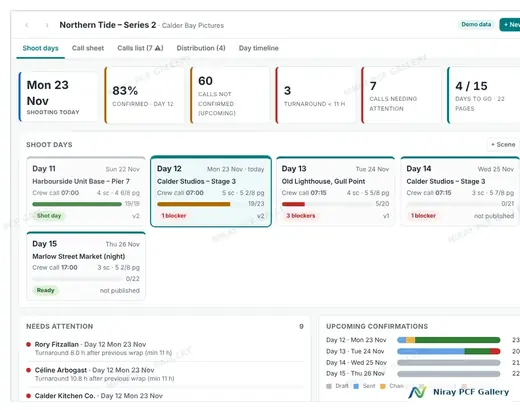 Northern Tide – Series 2 · Calder Bay Pictures
Demo data
+ New
Shoot days
Call sheet
Calls list (7 ⚠)
Distribution (4)
Day timeline
Mon 23 Nov
SHOOTING TODAY
83%
CONFIRMED · DAY 12
60
CALLS NOT CONFIRMED (UPCOMING)
3
TURNAROUND < 11 H
7
CALLS NEEDING ATTENTION
4 / 15
DAYS TO GO · 22 PAGES
SHOOT DAYS
+ Scene
Day 11 Sun 22 Nov
Harbourside Unit Base – Pier 7
Crew call 07:00 4 sc · 4 6/8 pg
19/19
Shot day v2
Day 12 Mon 23 Nov · today
Calder Studios – Stage 3
Crew call 07:00 5 sc · 5 2/8 pg
19/23
1 blocker v2
Day 13 Tue 24 Nov
Old Lighthouse, Gull Point
Crew call 07:15 4 sc · 5 5/8 pg
5/20
3 blockers v1
Day 14 Wed 25 Nov
Calder Studios – Stage 3
Crew call 07:15 3 sc · 5 7/8 pg
0/21
1 blocker not published
Day 15 Thu 26 Nov
Marlow Street Market (night)
Crew call 17:00 3 sc · 5 2/8 pg
0/22
Ready not published
NEEDS ATTENTION 9
Rory Fitzallan · Day 12 Mon 23 Nov
Turnaround 8.0 h after previous wrap (min 11 h)
Céline Arbogast · Day 12 Mon 23 Nov
Turnaround 10.8 h after previous wrap (min 11 h)
Calder Kitchen Co. · Day 12 Mon 23 Nov
UPCOMING CONFIRMATIONS
Day 12 · Mon 23 Nov 23
Day 13 · Tue 24 Nov 20
Day 14 · Wed 25 Nov 21
Day 15 · Thu 26 Nov 22
Draft Sent Chan
Niray PCF Gallery